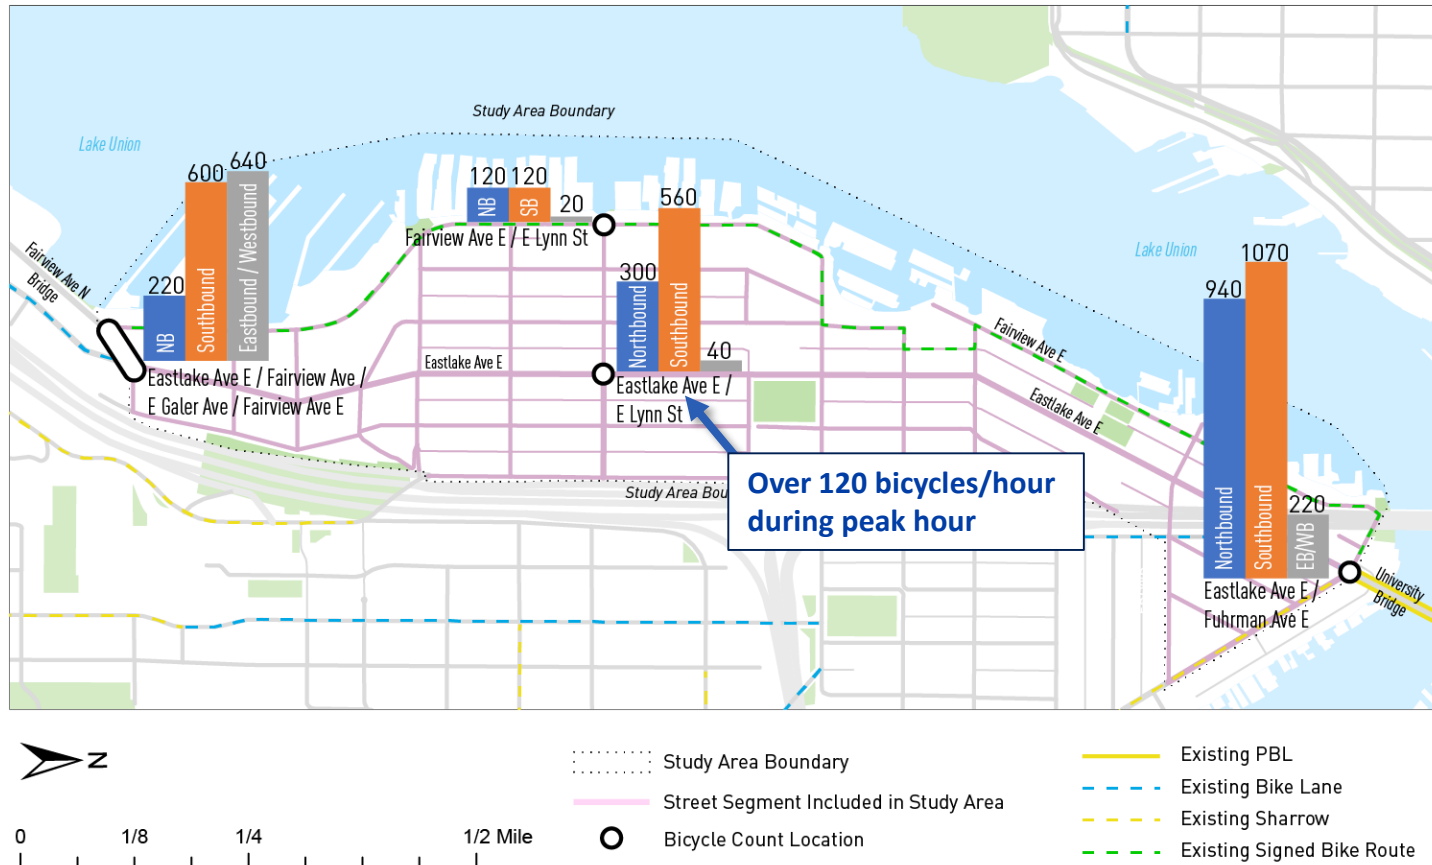 Study Area Boundary
Lake Union
600
640
220
NB
Southbound
Eastbound / Westbound
Fairview Ave N
Bridge
Eastlake Ave E / Fairview Ave /
E Galer Ave / Fairview Ave E
120
120
20
NB
SB
Fairview Ave E / E Lynn St
560
300
40
Northbound
Southbound
Eastlake Ave E
Eastlake Ave E /
E Lynn St
Over 120 bicycles/hour
during peak hour
Study Area Bou
Lake Union
Fairview Ave E
Eastlake Ave E
1070
940
220
Northbound
Southbound
EB/WB
Eastlake Ave E /
Fuhrman Ave E
University
Bridge
N
0
1/8
1/4
1/2 Mile
Study Area Boundary
Street Segment Included in Study Area
Bicycle Count Location
Existing PBL
Existing Bike Lane
Existing Sharrow
Existing Signed Bike Route